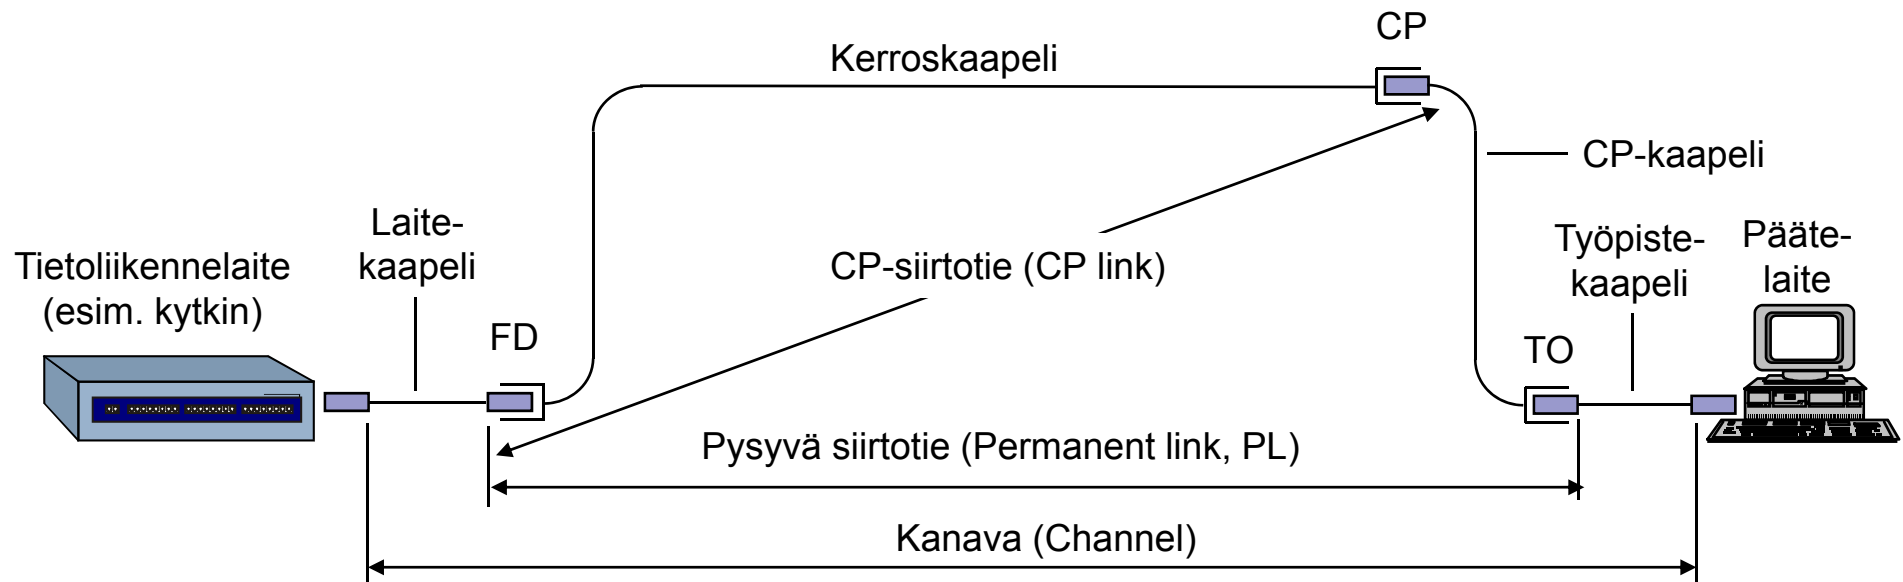 CP
Kerroskaapeli
CP-kaapeli
Laite-
kaapeli
Tietoliikennelaite
(esim. kytkin)
CP-siirtotie (CP link)
Työpiste-
kaapeli
Pääte-
laite
FD
TO
Pysyvä siirtotie (Permanent link, PL)
Kanava (Channel)